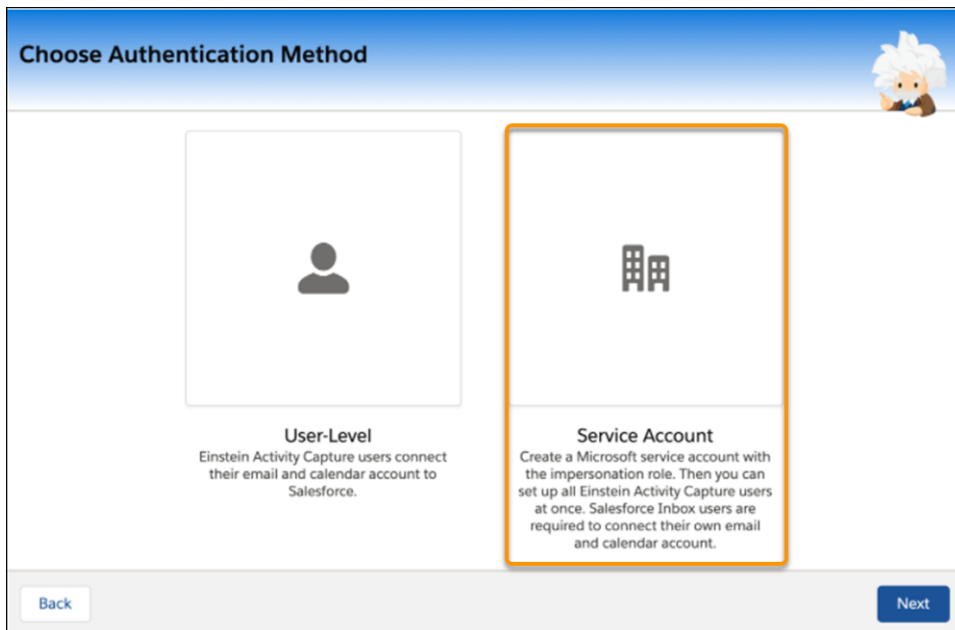 Choose Authentication Method
User-Level
Einstein Activity Capture users connect
their email and calendar account to
Salesforce.
Service Account
Create a Microsoft service account with
the impersonation role. Then you can
set up all Einstein Activity Capture users
at once. Salesforce Inbox users are
required to connect their own email
and calendar account.
Back
Next